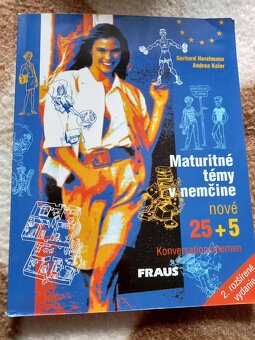 Gerhard Horstmann
Andrea Kaier
Maturitné
témy
v nemčine
nové
25 + 5
Konversationsthemen
FRAUS
2. rozšírené
vydanie